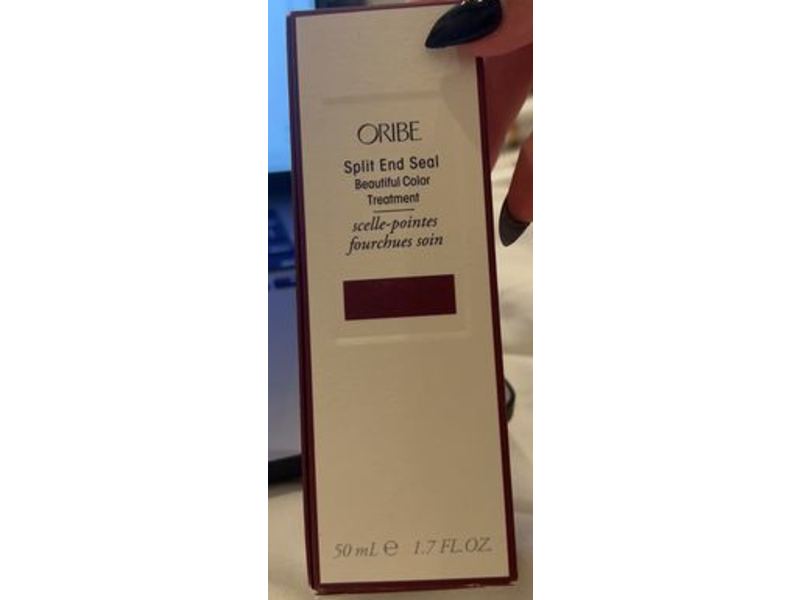 ORIBE
Split End Seal
Beautiful Color
Treatment
scelle-pointes
fourchues soin
50 mL ℮ 1.7 FL.OZ.